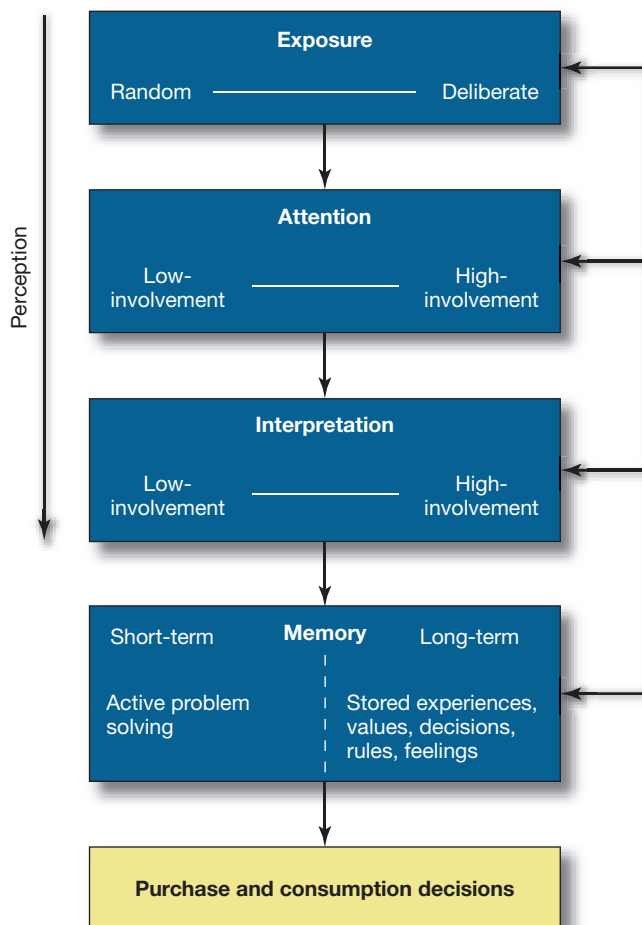 Perception
Exposure
Random Deliberate
Attention
Low-
involvement
High-
involvement
Interpretation
Low-
involvement
High-
involvement
Short-term Memory Long-term
Active problem
solving
Stored experiences,
values, decisions,
rules, feelings
Purchase and consumption decisions